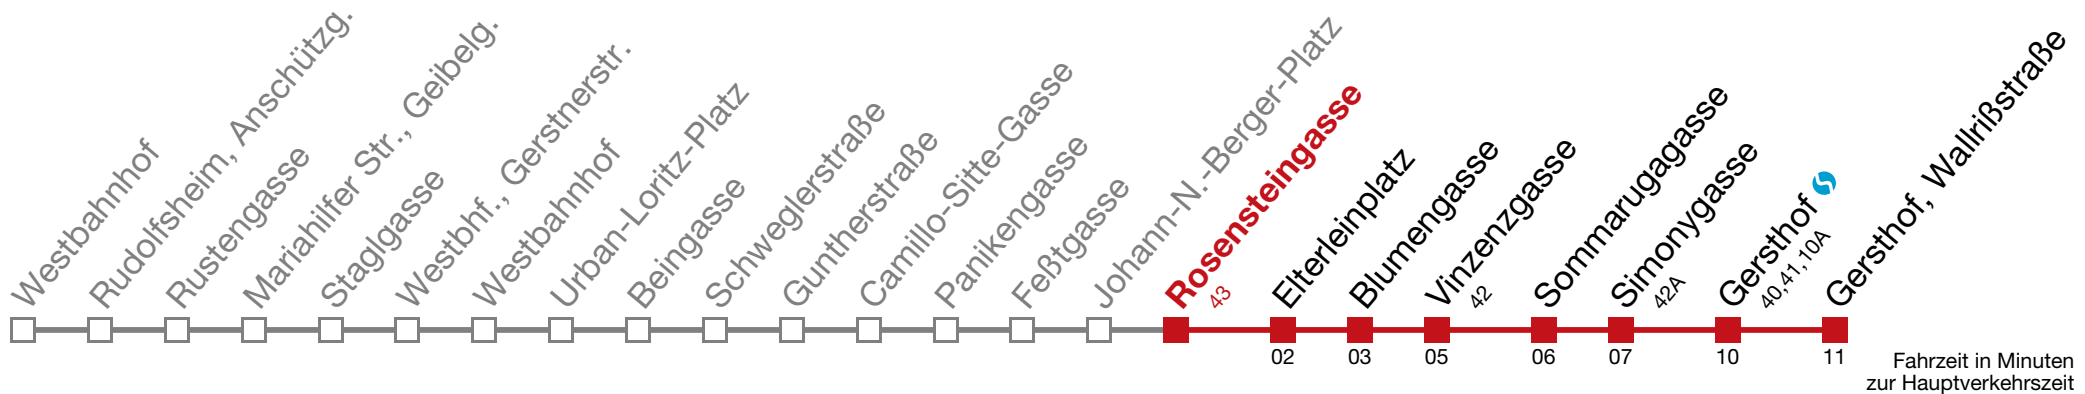 Westbahnhof
Rudolfsheim, Anschützg.
Rustengasse
Mariahilfer Str., Geibelg.
Staglgasse
Westbhf., Gerstnerstr.
Westbahnhof
Urban-Loritz-Platz
Beingasse
Schweglerstraße
Guntherstraße
Camillo-Sitte-Gasse
Panikengasse
Feßtgasse
Johann-N.-Berger-Platz
Rosensteingasse
43
Elterleinplatz
Blumengasse
Vinzenzgasse
42
Sommarugagasse
Simonygasse
42A
Gersthof
40,41,10A
Gersthof, Wallrißstraße
02 03 05 06 07 10 11
Fahrzeit in Minuten
zur Hauptverkehrszeit